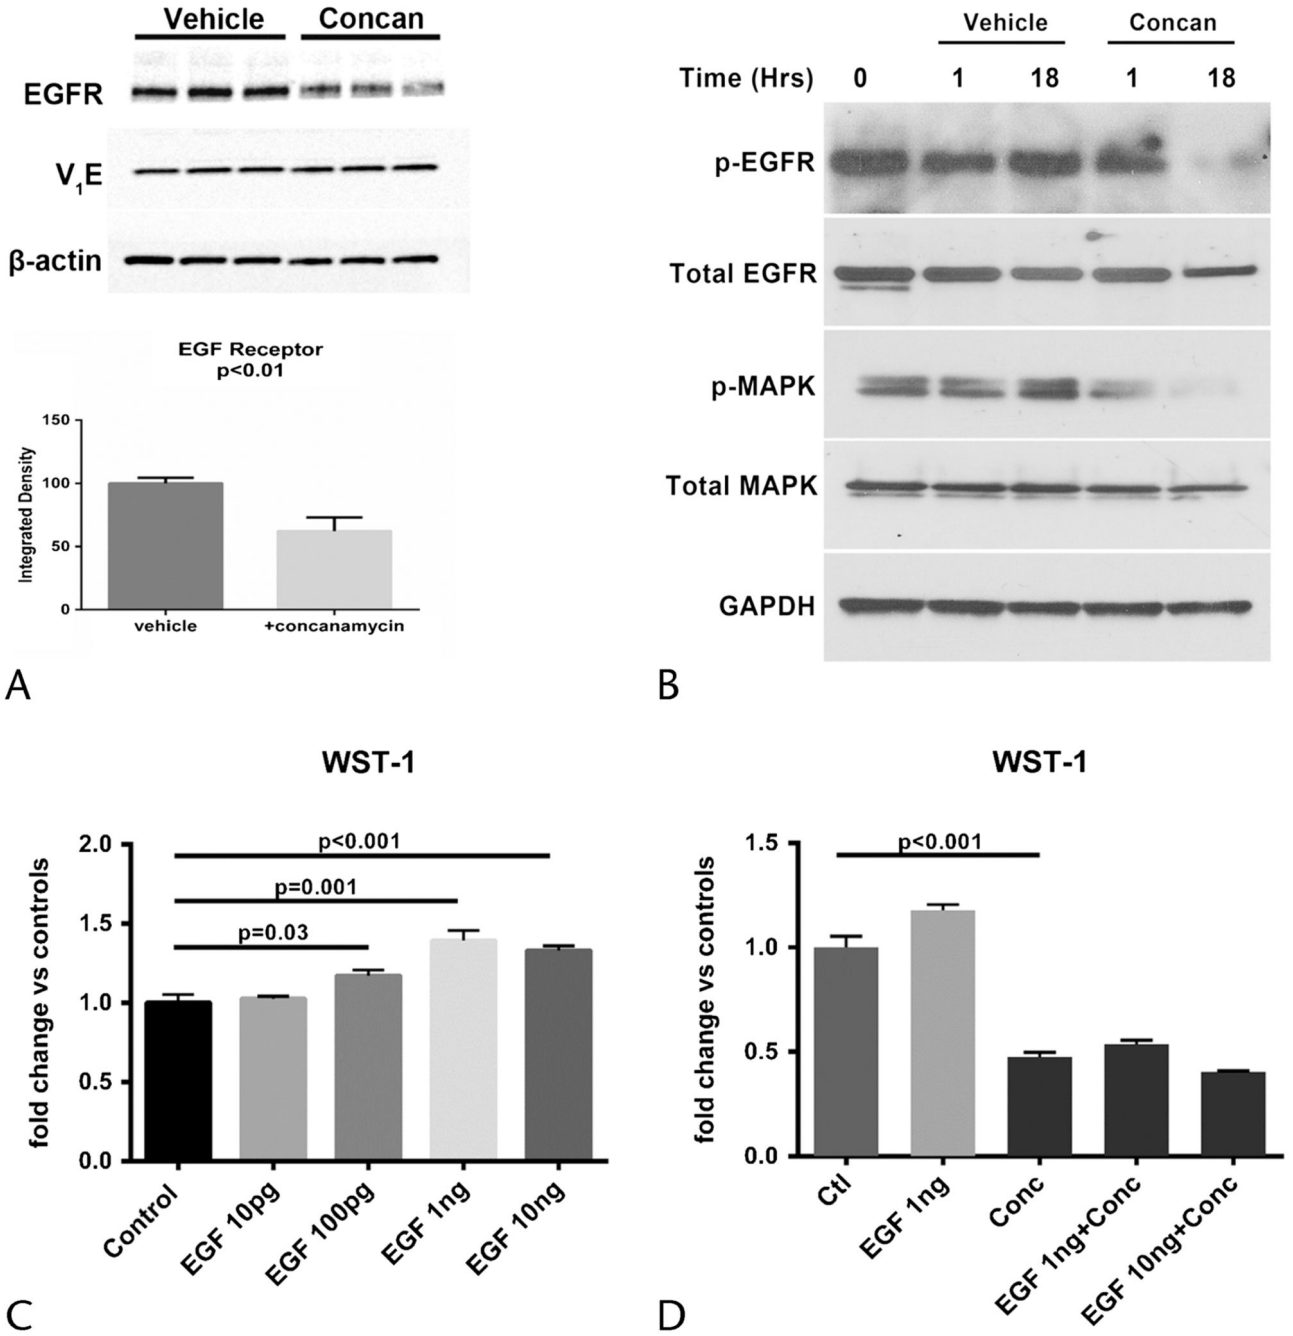 Vehicle Concan
EGFR
V1E
β-actin
EGF Receptor
p<0.01
150
100
50
0
Integrated Density
vehicle +concanamycin
A
Vehicle Concan
Time (Hrs) 0 1 18 1 18
p-EGFR
Total EGFR
p-MAPK
Total MAPK
GAPDH
B
WST-1
p<0.001
p=0.001
p=0.03
2.0
1.5
1.0
0.5
0.0
fold change vs controls
Control
EGF 10pg
EGF 100pg
EGF 1ng
EGF 10ng
C
WST-1
p<0.001
1.5
1.0
0.5
0.0
fold change vs controls
Ctl
EGF 1ng
Conc
EGF 1ng+Conc
EGF 10ng+Conc
D